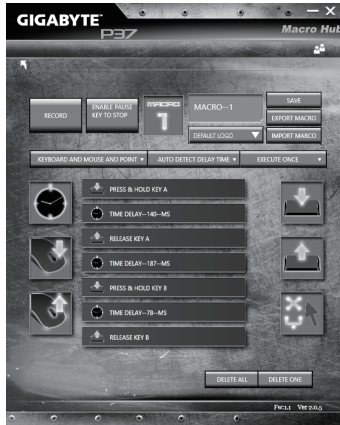 GIGABYTE™
P37
Macro Hub
RECORD
ENABLE PAUSE
KEY TO STOP
MACRO
1
MACRO--1
DEFAULT LOGO
SAVE
EXPORT MACRO
IMPORT MARCO
KEYBOARD AND MOUSE AND POINT
AUTO DETECT DELAY TIME
EXECUTE ONCE
PRESS & HOLD KEY A
TIME DELAY--140--MS
RELEASE KEY A
TIME DELAY--187--MS
PRESS & HOLD KEY B
TIME DELAY--78--MS
RELEASE KEY B
DELETE ALL
DELETE ONE
Fw:1.1 Ver 2.0.5